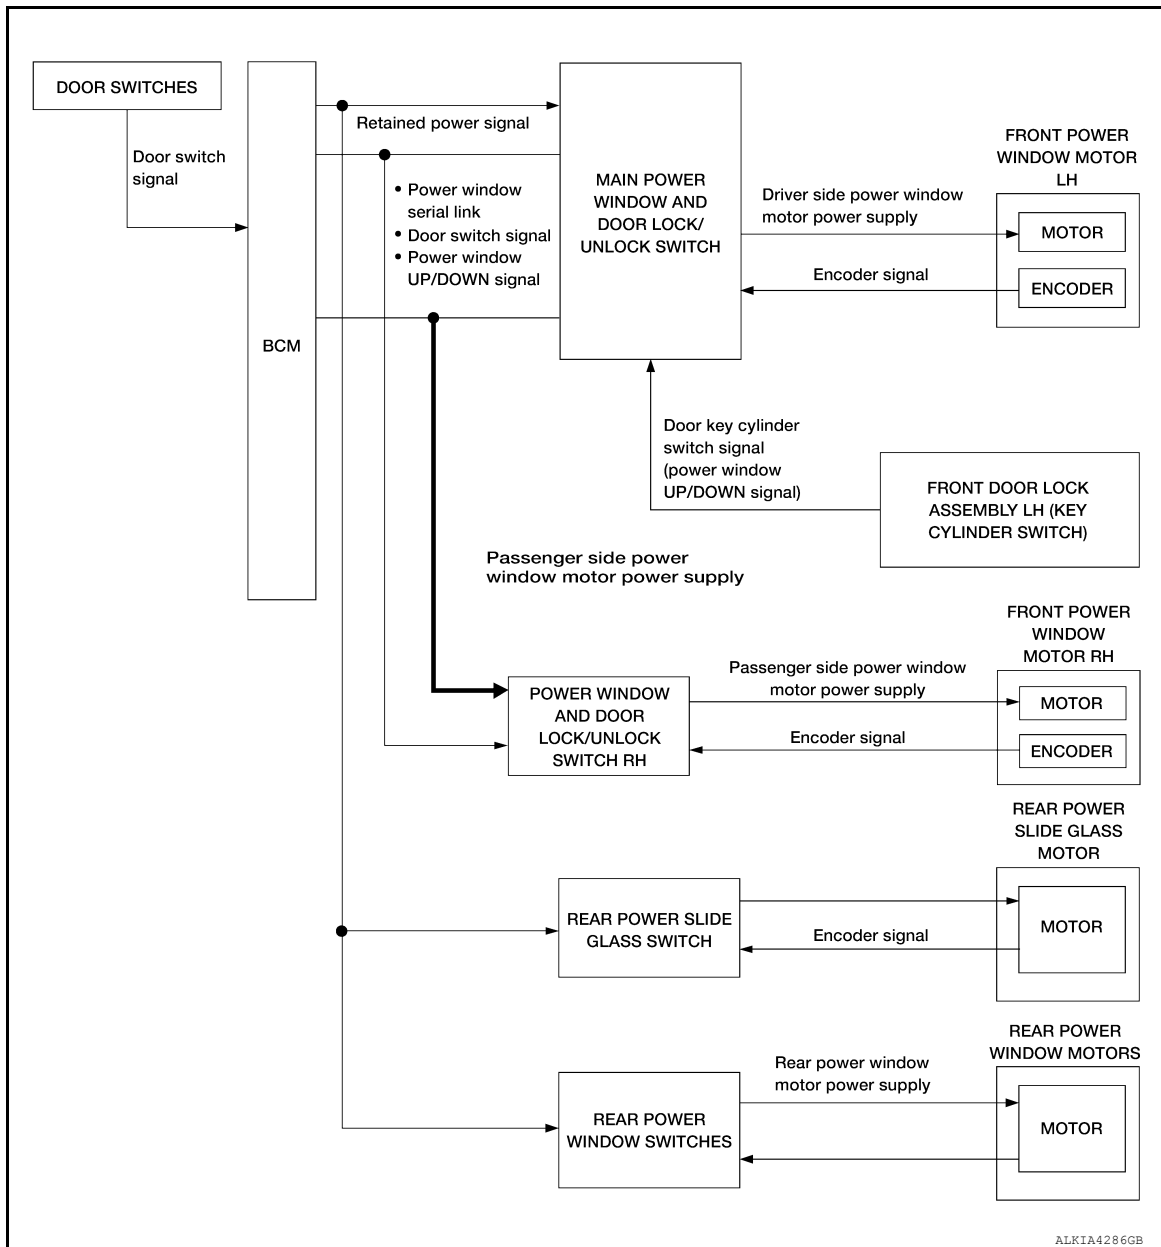 DOOR SWITCHES
Door switch
signal
BCM
Retained power signal
• Power window
serial link
• Door switch signal
• Power window
UP/DOWN signal
MAIN POWER
WINDOW AND
DOOR LOCK/
UNLOCK SWITCH
Driver side power window
motor power supply
Encoder signal
FRONT POWER
WINDOW MOTOR
LH
MOTOR
ENCODER
Door key cylinder
switch signal
(power window
UP/DOWN signal)
FRONT DOOR LOCK
ASSEMBLY LH (KEY
CYLINDER SWITCH)
Passenger side power
window motor power supply
POWER WINDOW
AND DOOR
LOCK/UNLOCK
SWITCH RH
Passenger side power window
motor power supply
Encoder signal
FRONT POWER
WINDOW
MOTOR RH
MOTOR
ENCODER
REAR POWER SLIDE
GLASS SWITCH
Encoder signal
REAR POWER
SLIDE GLASS
MOTOR
MOTOR
REAR POWER
WINDOW SWITCHES
Rear power window
motor power supply
REAR POWER
WINDOW MOTORS
MOTOR
ALKIA4286GB